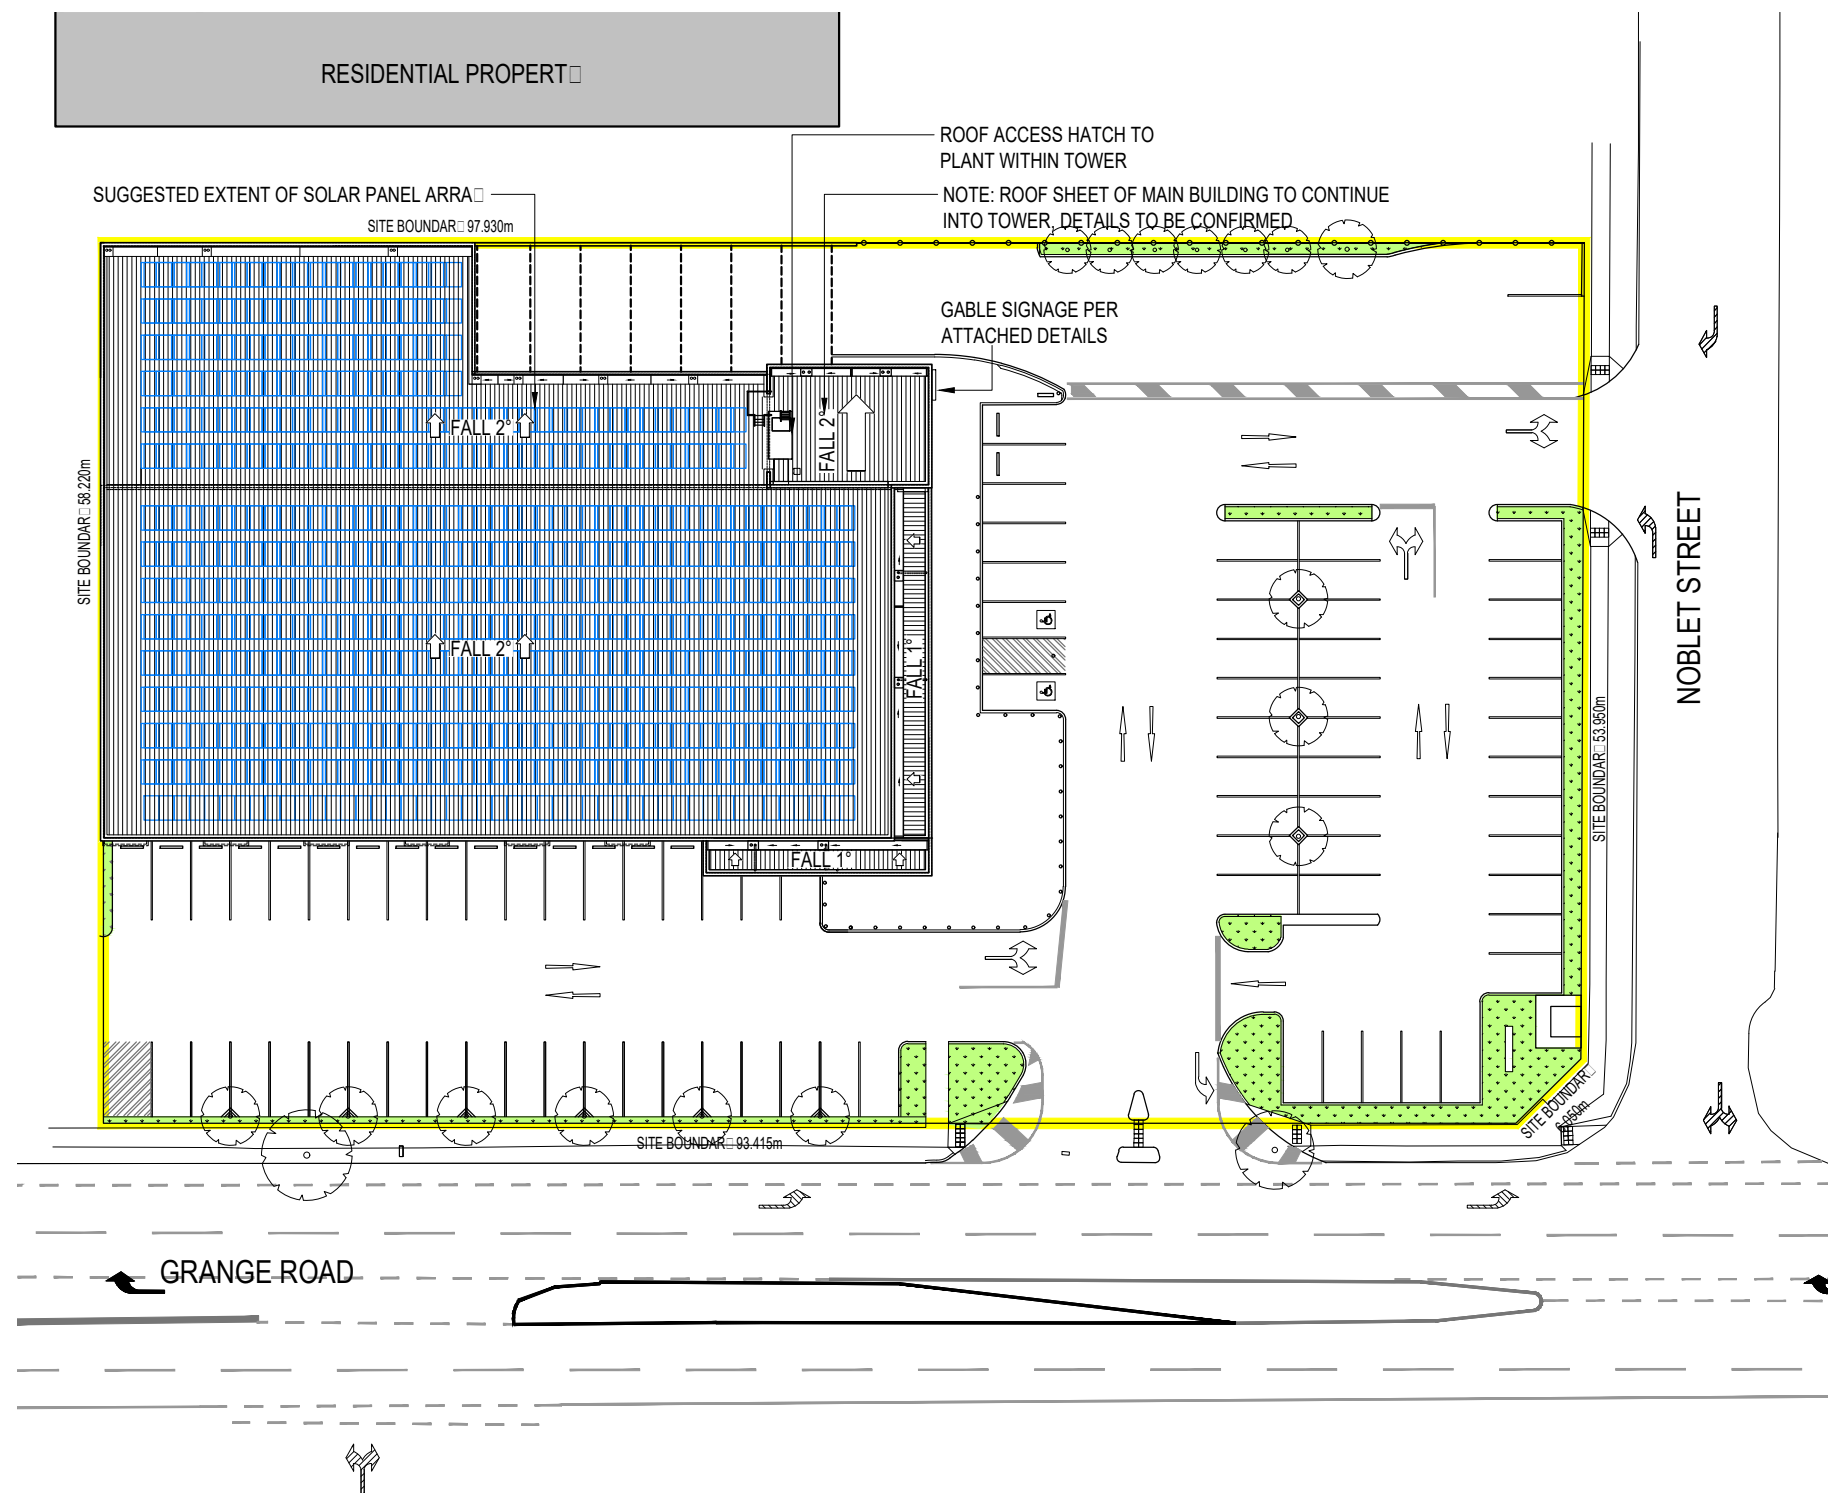 RESIDENTIAL PROPERT□
ROOF ACCESS HATCH TO
PLANT WITHIN TOWER
SUGGESTED EXTENT OF SOLAR PANEL ARRA□
NOTE: ROOF SHEET OF MAIN BUILDING TO CONTINUE
INTO TOWER, DETAILS TO BE CONFIRMED
SITE BOUNDAR□ 97.930m
GABLE SIGNAGE PER
ATTACHED DETAILS
FALL 2°
FALL 2°
SITE BOUNDAR□ 58.220m
NOBLET STREET
FALL 2°
FALL 1°
SITE BOUNDAR□ 53.950m
FALL 1°
SITE BOUNDAR□
6.050m
SITE BOUNDAR□ 93.415m
GRANGE ROAD